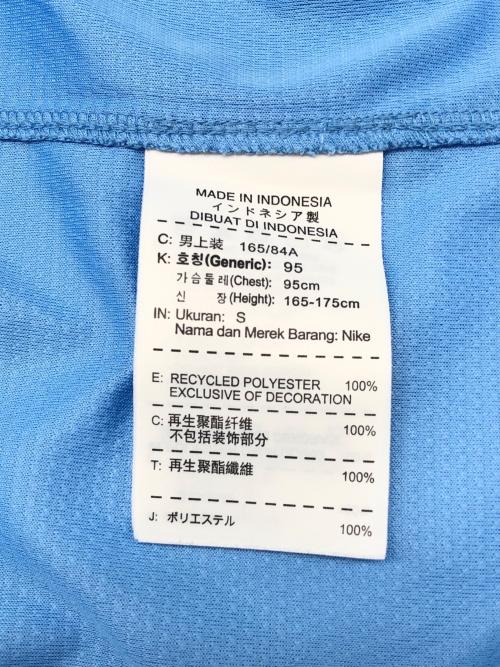 MADE IN INDONESIA
インドネシア製
DIBUAT DI INDONESIA
C: 男上装 165/84A
K: 호칭(Generic): 95
가슴둘레(Chest): 95cm
신 장(Height): 165-175cm
IN: Ukuran: S
Nama dan Merek Barang: Nike
E: RECYCLED POLYESTER 100%
EXCLUSIVE OF DECORATION
C: 再生聚酯纤维 100%
不包括装饰部分
T: 再生聚酯纖維 100%
J: ポリエステル 100%